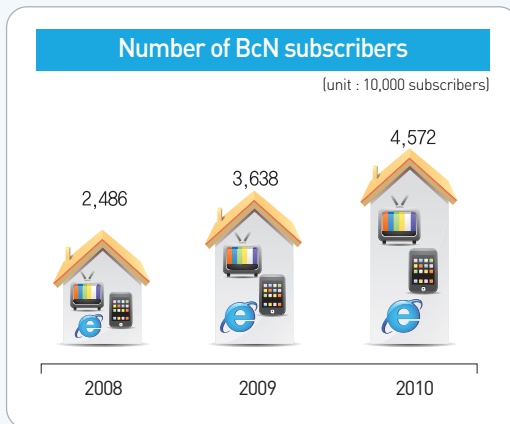 Number of BcN subscribers
(unit : 10,000 subscribers)
4,572
3,638
2,486
2008 2009 2010